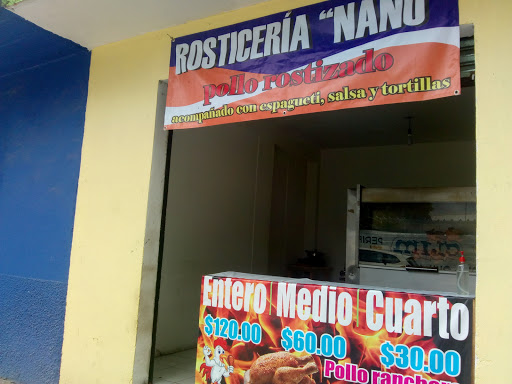 ROSTICERÍA "NANO
pollo rostizado
acompañado con espagueti, salsa y tortillas
Entero Medio Cuarto
$120.00 $60.00 $30.00
Pollo